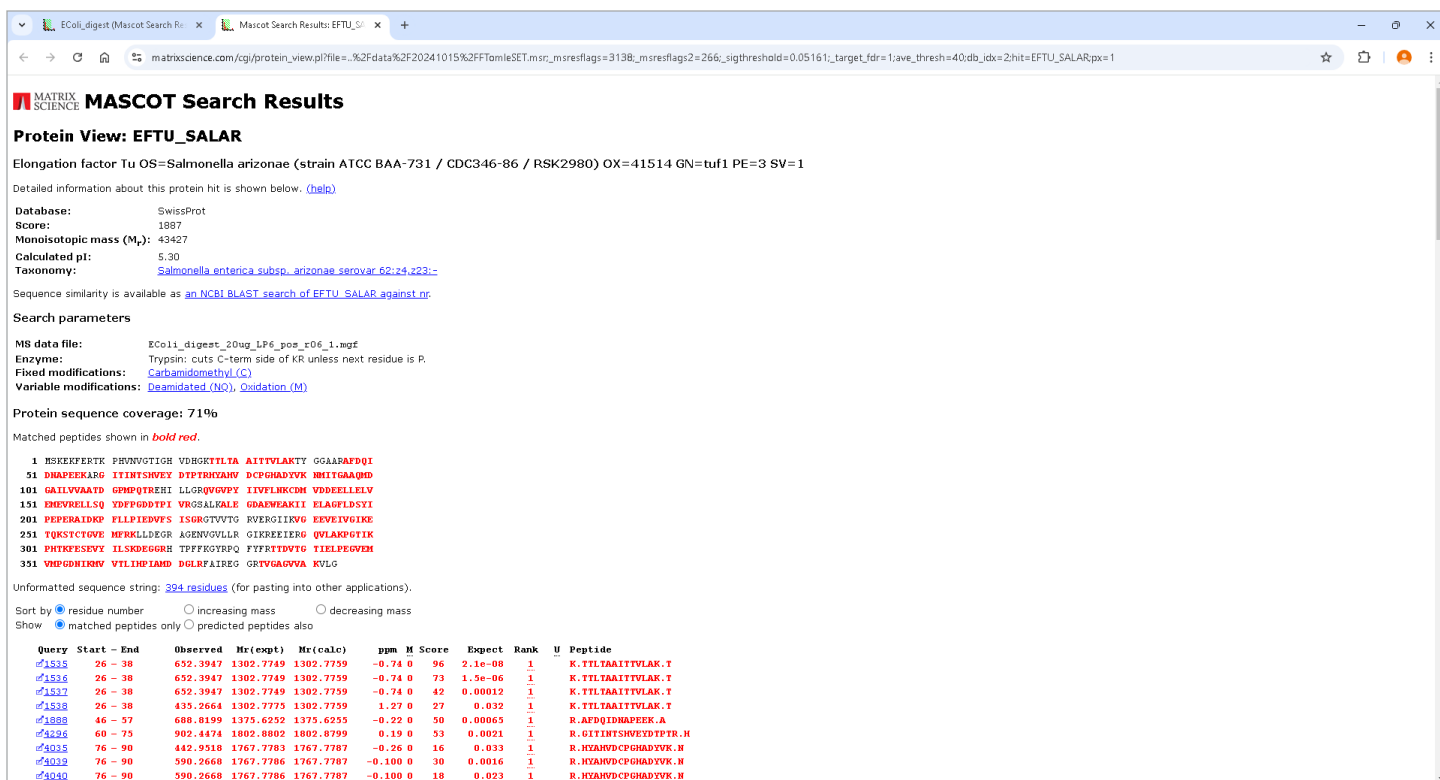 EColi_digest (Mascot Search Re
Mascot Search Results: EFTU_SA
matrixscience.com/cgi/protein_view.pl?file=..%2Fdata%2F20241015%2FFTomleSET.msr;_msresflags=3138;_msresflags2=266;_sigthreshold=0.05161;_target_fdr=1;ave_thresh=40;db_idx=2;hit=EFTU_SALAR;px=1
MATRIX SCIENCE MASCOT Search Results
Protein View: EFTU_SALAR
Elongation factor Tu OS=Salmonella arizonae (strain ATCC BAA-731 / CDC346-86 / RSK2980) OX=41514 GN=tuf1 PE=3 SV=1
Detailed information about this protein hit is shown below. (help)
Database: SwissProt
Score: 1887
Monoisotopic mass (Mr): 43427
Calculated pI: 5.30
Taxonomy: Salmonella enterica subsp. arizonae serovar 62:z4,z23:-
Sequence similarity is available as an NCBI BLAST search of EFTU_SALAR against nr.
Search parameters
MS data file: EColi_digest_20ug_LP6_pos_r06_1.mgf
Enzyme: Trypsin: cuts C-term side of KR unless next residue is P.
Fixed modifications: Carbamidomethyl (C)
Variable modifications: Deamidated (NQ), Oxidation (M)
Protein sequence coverage: 71%
Matched peptides shown in bold red.
1 MSKEKFERTK PHVNVGTIGH VDHGKTTLTA AITTVLAKTY GGAARAFDQI
51 DNAPEEKARG ITINTSHVEY DTPTRHYAHV DCPGHADYVK NMITGAAQMD
101 GAILVVAATD GPMPQTREHI LLGRQVGVPY IIVFLNKCDM VDDEELLELV
151 EMEVRELLSQ YDFPGDDTPI VRGSALKALE GDAEWEAKII ELAGFLDSYI
201 PEPERAIDKP FLLPIEDVFS ISGRGTVVTG RVERGIIKVG EEVEIVGIKE
251 TQKSTCTGVE MFRKLLDEGR AGENVGVLLR GIKREEIERG QVLAKPGTIK
301 PHTKFESEVY ILSKDEGGRH TPFFKGYRPQ FYFRTTDVTG TIELPEGVEM
351 VMPGDNIKMV VTLIHPIAMD DGLRFAIREG GRTVGAGVVA KVLG
Unformatted sequence string: 394 residues (for pasting into other applications).
Sort by residue number increasing mass decreasing mass
Show matched peptides only predicted peptides also
Query Start – End Observed Mr(expt) Mr(calc) ppm M Score Expect Rank U Peptide
1535 26 – 38 652.3947 1302.7749 1302.7759 -0.74 0 96 2.1e-08 1 K.TTLTAAITTVLAK.T
1536 26 – 38 652.3947 1302.7749 1302.7759 -0.74 0 73 1.5e-06 1 K.TTLTAAITTVLAK.T
1537 26 – 38 652.3947 1302.7749 1302.7759 -0.74 0 42 0.00012 1 K.TTLTAAITTVLAK.T
1538 26 – 38 435.2664 1302.7775 1302.7759 1.27 0 27 0.032 1 K.TTLTAAITTVLAK.T
1888 46 – 57 688.8199 1375.6252 1375.6255 -0.22 0 50 0.00065 1 R.AFDQIDNAPEEK.A
4296 60 – 75 902.4474 1802.8802 1802.8799 0.19 0 53 0.0021 1 R.GITINTSHVEYDTPTR.H
4035 76 – 90 442.9518 1767.7783 1767.7787 -0.26 0 16 0.033 1 R.HYAHVDCPGHADYVK.N
4039 76 – 90 590.2668 1767.7786 1767.7787 -0.100 0 30 0.0016 1 R.HYAHVDCPGHADYVK.N
4040 76 – 90 590.2668 1767.7786 1767.7787 -0.100 0 18 0.023 1 R.HYAHVDCPGHADYVK.N